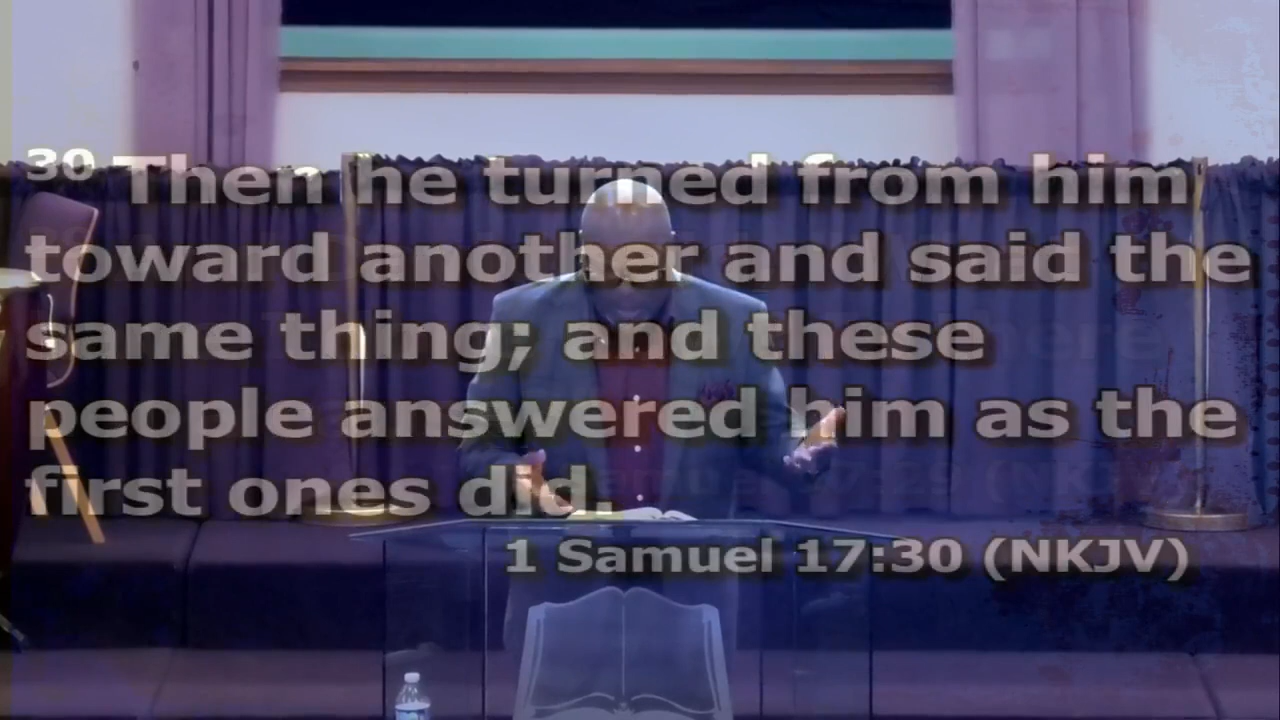 30 Then he turned from him
toward another and said the
same thing; and these
people answered him as the
first ones did.
1 Samuel 17:30 (NKJV)